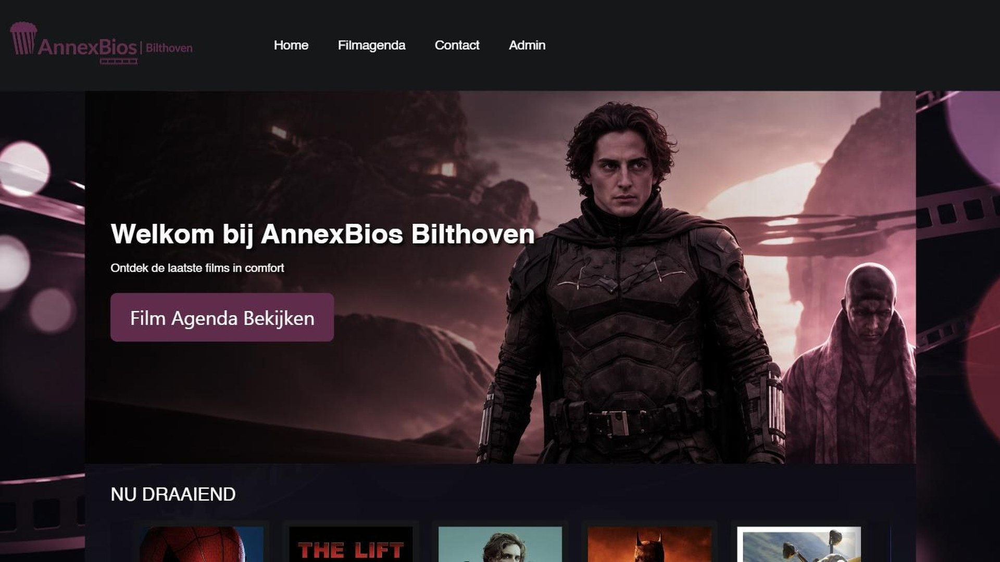 AnnexBios | Bilthoven
Home
Filmagenda
Contact
Admin
Welkom bij AnnexBios Bilthoven
Ontdek de laatste films in comfort
Film Agenda Bekijken
NU DRAAIEND
THE LIFT